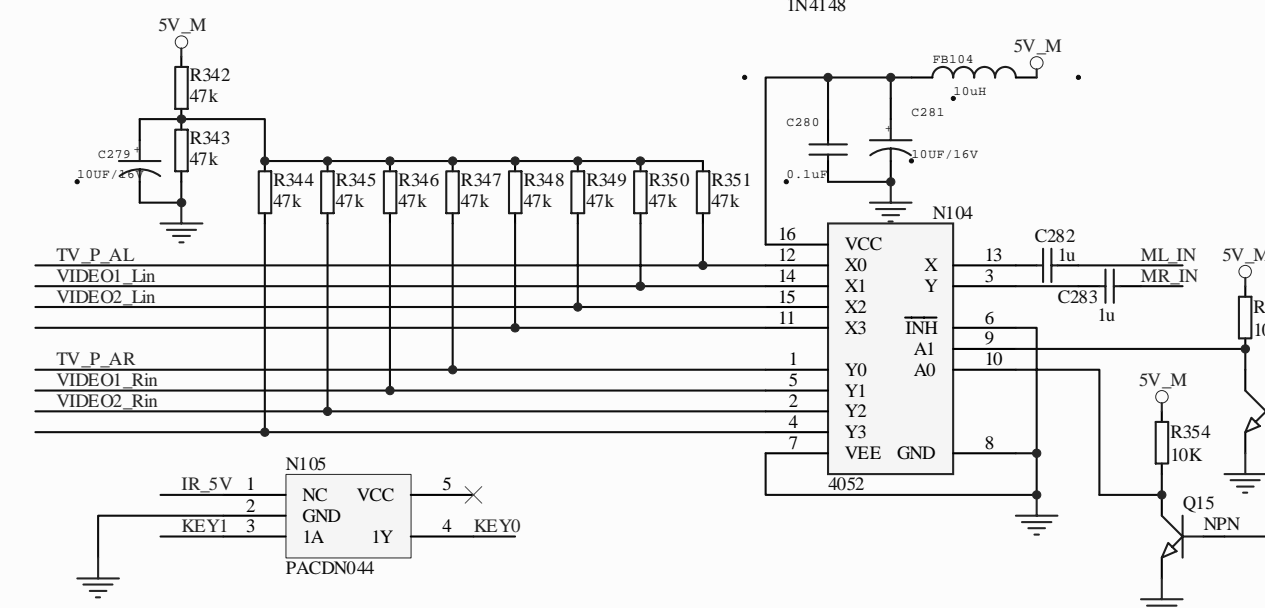 1N4148
5V_M
R342
47k
R343
47k
C279
+
10UF/16V
R344
47k
R345
47k
R346
47k
R347
47k
R348
47k
R349
47k
R350
47k
R351
47k
5V_M
FB104
10uH
C280
0.1uF
C281
+
10UF/16V
N104
16 VCC
TV_P_AL 12 X0 X 13
VIDEO1_Lin 14 X1 Y 3
VIDEO2_Lin 15 X2
11 X3 INH 6
A1 9
TV_P_AR 1 Y0 A0 10
VIDEO1_Rin 5 Y1
VIDEO2_Rin 2 Y2
4 Y3
7 VEE GND 8
4052
C282
1u
ML_IN
MR_IN
C283
1u
5V_M
5V_M
R354
10K
Q15
NPN
N105
IR_5V 1 NC VCC 5
2 GND
KEY1 3 1A 1Y 4 KEY0
PACDN044